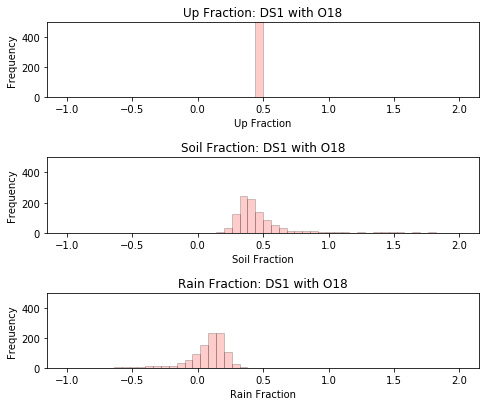 Up Fraction: DS1 with O18
Frequency
400
200
0
−1.0 −0.5 0.0 0.5 1.0 1.5 2.0
Up Fraction
Soil Fraction: DS1 with O18
Frequency
400
200
0
−1.0 −0.5 0.0 0.5 1.0 1.5 2.0
Soil Fraction
Rain Fraction: DS1 with O18
Frequency
400
200
0
−1.0 −0.5 0.0 0.5 1.0 1.5 2.0
Rain Fraction